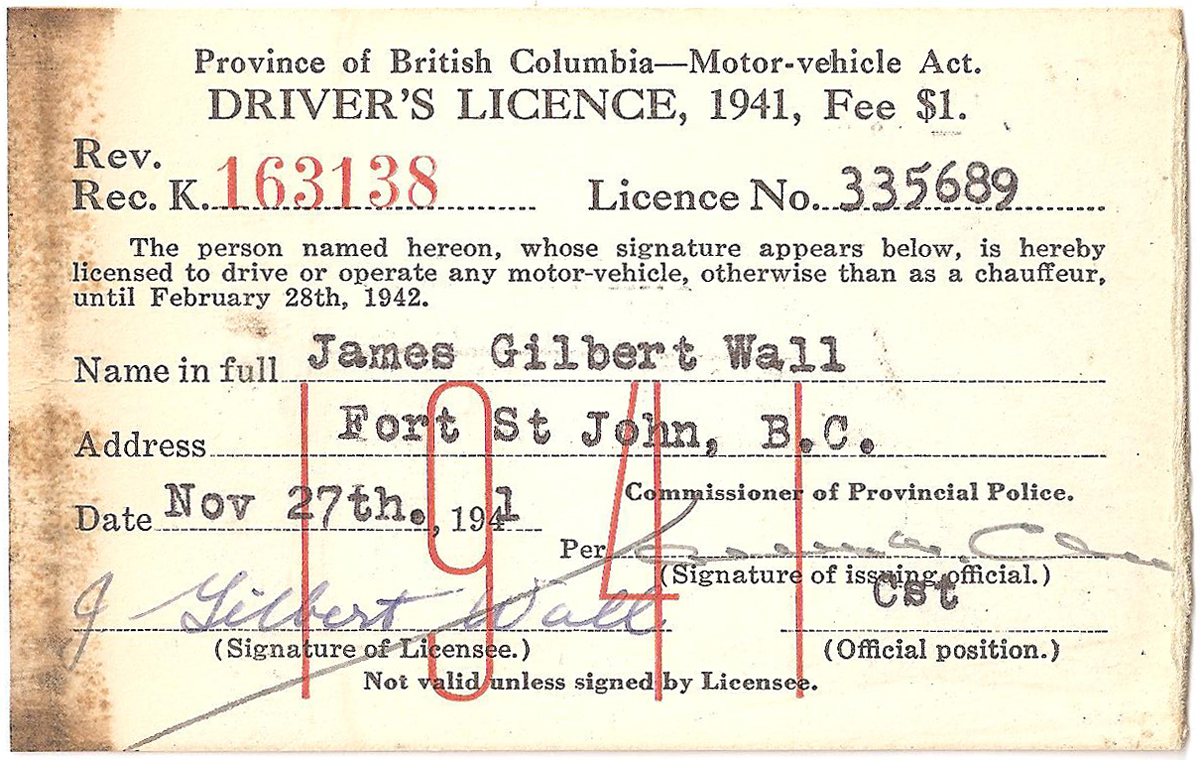 Province of British Columbia—Motor-vehicle Act.
DRIVER'S LICENCE, 1941, Fee $1.
Rev.
Rec. K. 163138 Licence No. 335689
The person named hereon, whose signature appears below, is hereby
licensed to drive or operate any motor-vehicle, otherwise than as a chauffeur,
until February 28th, 1942.
Name in full James Gilbert Wall
Address Fort St John, B.C.
1941
Date Nov 27th., 1941
Commissioner of Provincial Police.
Per
(Signature of issuing official.)
Cst
J Gilbert Wall
(Signature of Licensee.) (Official position.)
Not valid unless signed by Licensee.